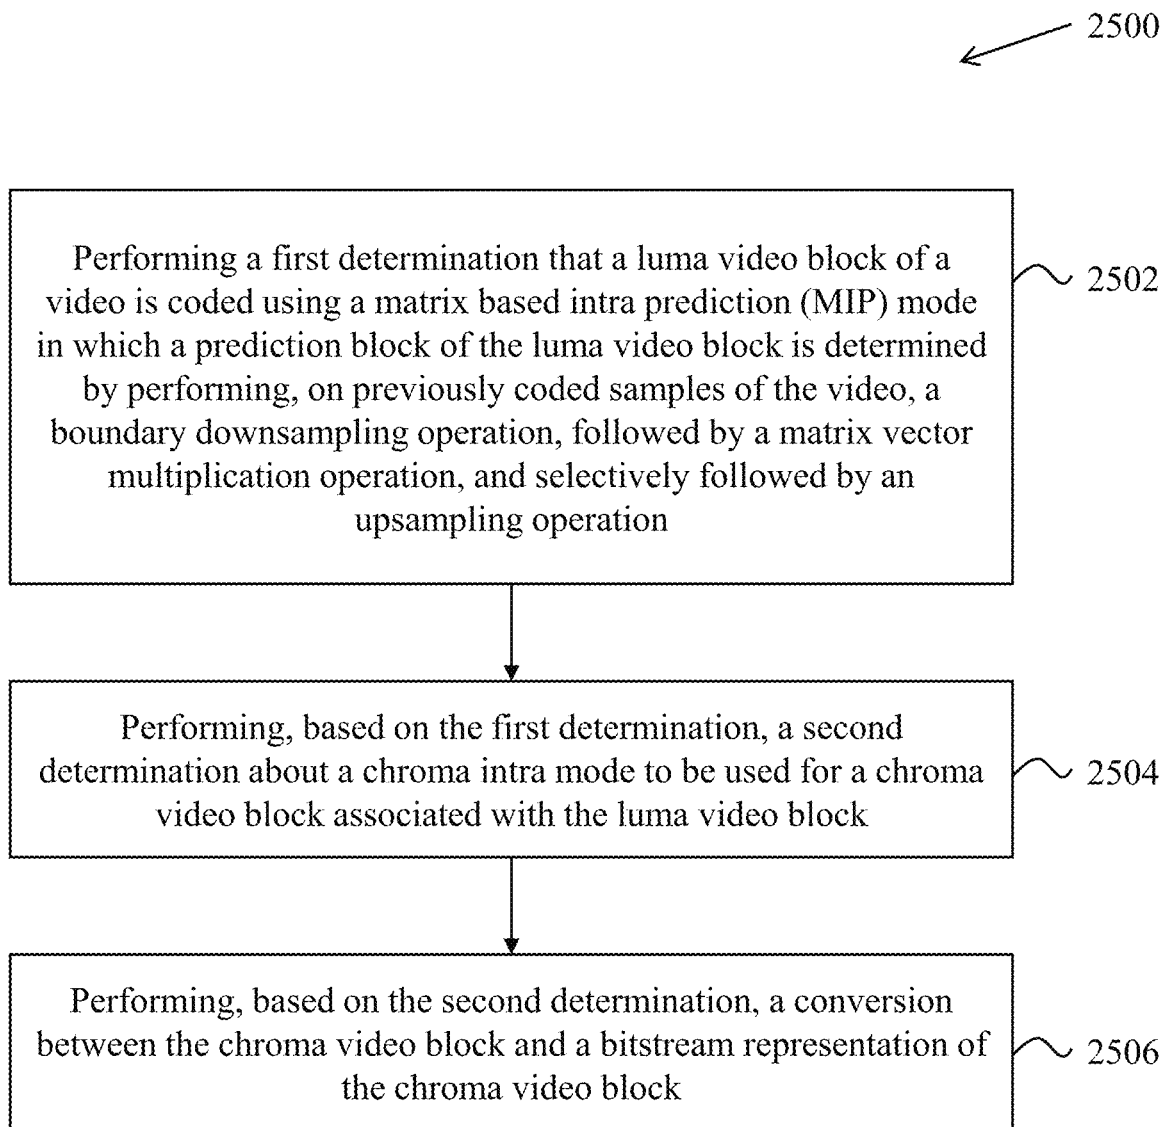 2500
Performing a first determination that a luma video block of a
video is coded using a matrix based intra prediction (MIP) mode
in which a prediction block of the luma video block is determined
by performing, on previously coded samples of the video, a
boundary downsampling operation, followed by a matrix vector
multiplication operation, and selectively followed by an
upsampling operation
2502
Performing, based on the first determination, a second
determination about a chroma intra mode to be used for a chroma
video block associated with the luma video block
2504
Performing, based on the second determination, a conversion
between the chroma video block and a bitstream representation of
the chroma video block
2506